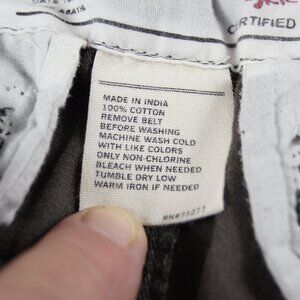 CERTIFIED
MADE IN INDIA
100% COTTON
REMOVE BELT
BEFORE WASHING
MACHINE WASH COLD
WITH LIKE COLORS
ONLY NON CHLORINE
BLEACH WHEN NEEDED
TUMBLE DRY LOW
WARM IRON IF NEEDED